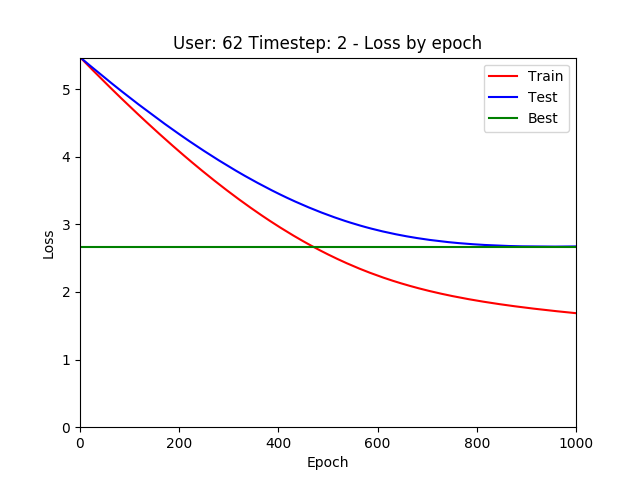 User: 62 Timestep: 2 - Loss by epoch
Train
Test
Best
5
4
3
2
1
0
Loss
0 200 400 600 800 1000
Epoch